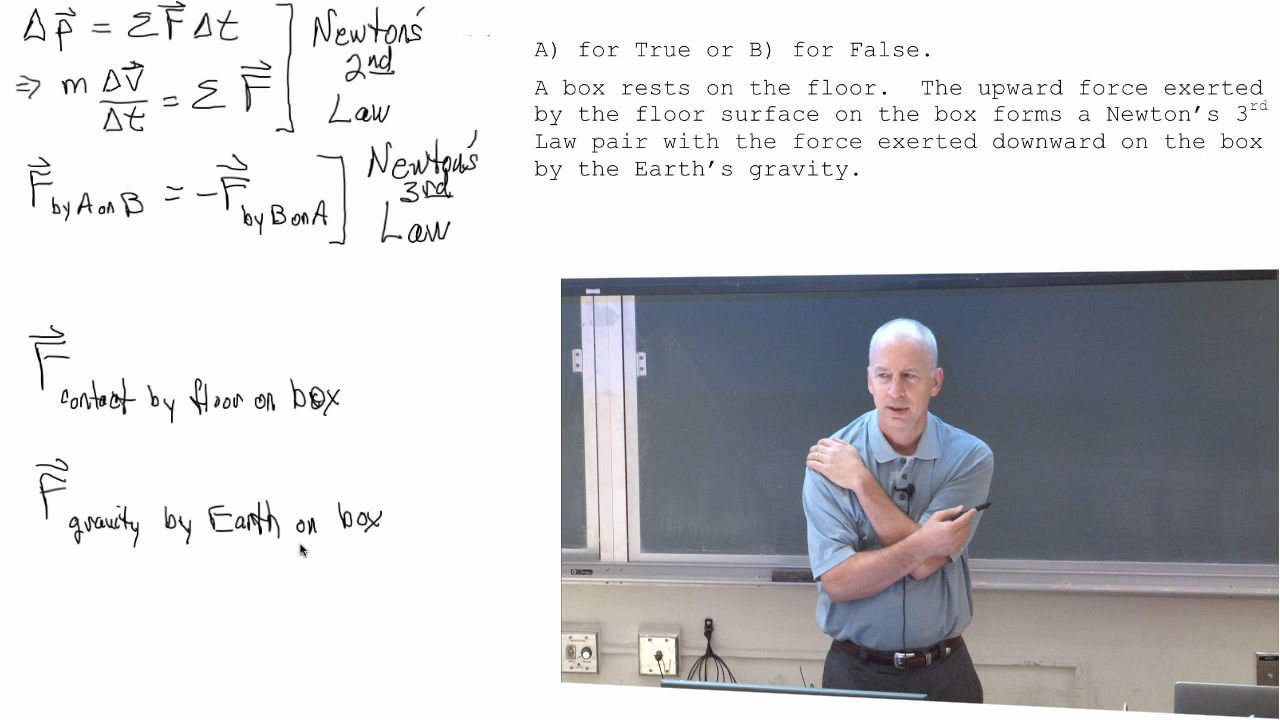 Δp⃗ = ΣF⃗ Δt
⇒ m Δv⃗/Δt = Σ F⃗
Newtons'
2nd
Law
F⃗ by A on B = -F⃗ by B on A
Newtons'
3rd
Law
F⃗ contact by floor on box
F⃗ gravity by Earth on box
A) for True or B) for False.
A box rests on the floor. The upward force exerted
by the floor surface on the box forms a Newton's 3rd
Law pair with the force exerted downward on the box
by the Earth's gravity.